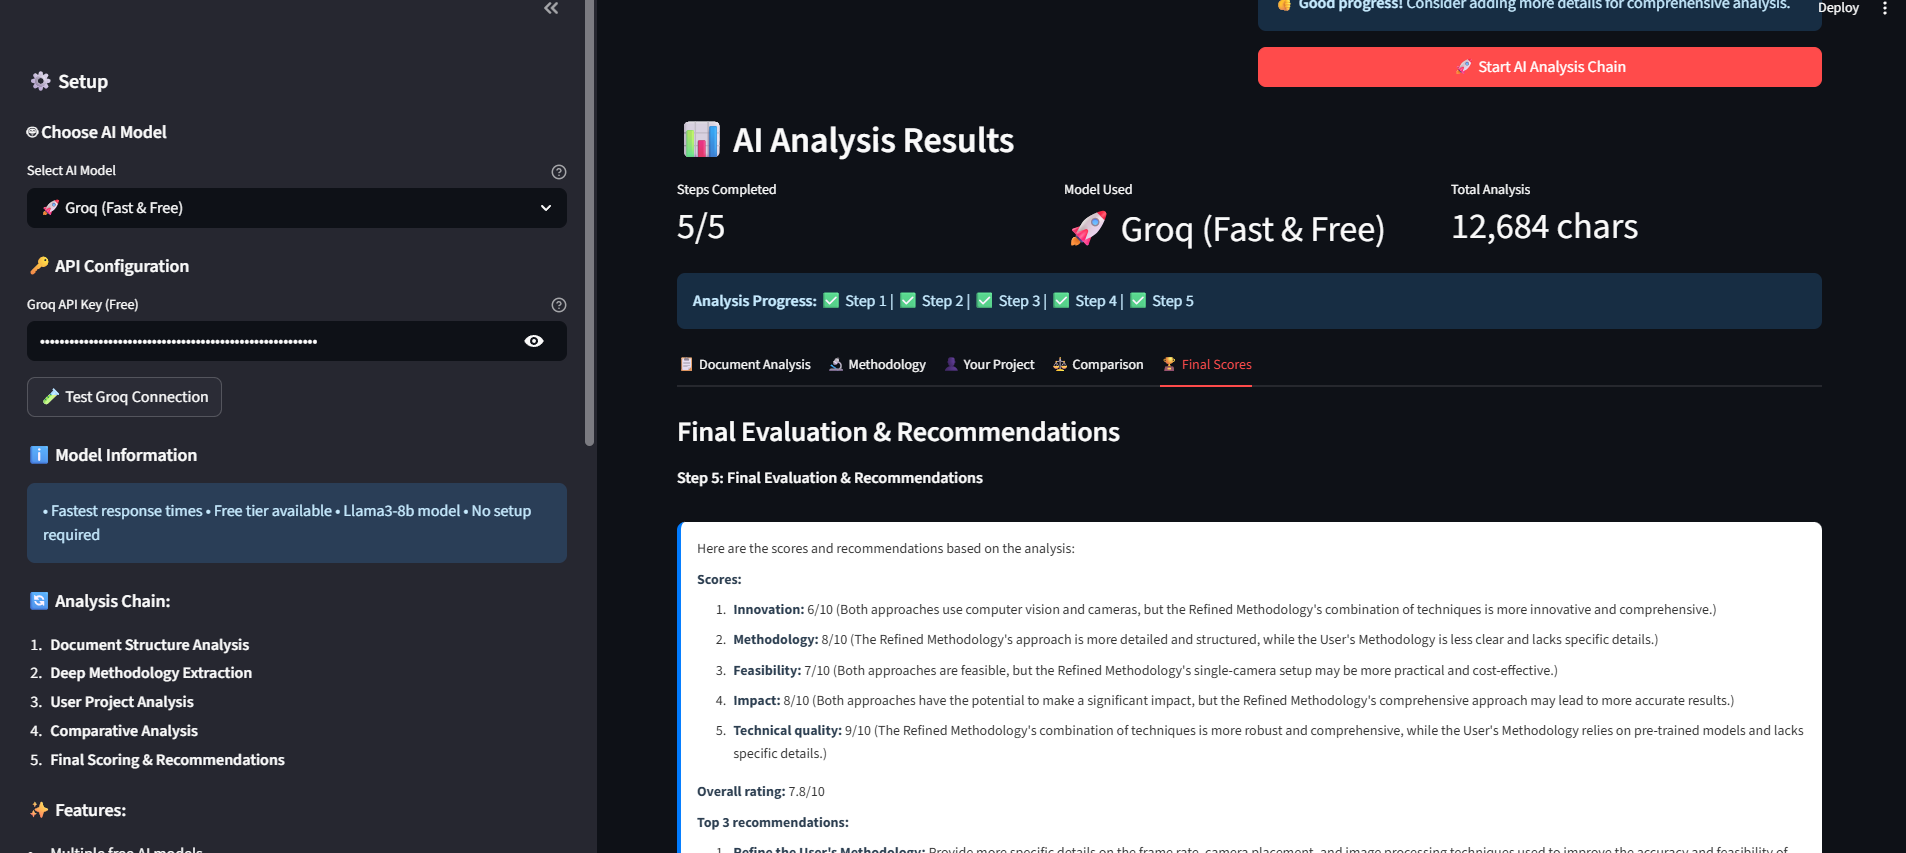 Setup
Choose AI Model
Select AI Model
Groq (Fast & Free)
API Configuration
Groq API Key (Free)
Test Groq Connection
Model Information
• Fastest response times • Free tier available • Llama3-8b model • No setup
required
Analysis Chain:
1. Document Structure Analysis
2. Deep Methodology Extraction
3. User Project Analysis
4. Comparative Analysis
5. Final Scoring & Recommendations
Features:
Multiple free AI models
Good progress! Consider adding more details for comprehensive analysis.
Deploy
Start AI Analysis Chain
AI Analysis Results
Steps Completed
5/5
Model Used
Groq (Fast & Free)
Total Analysis
12,684 chars
Analysis Progress: ✅ Step 1 | ✅ Step 2 | ✅ Step 3 | ✅ Step 4 | ✅ Step 5
Document Analysis
Methodology
Your Project
Comparison
Final Scores
Final Evaluation & Recommendations
Step 5: Final Evaluation & Recommendations
Here are the scores and recommendations based on the analysis:
Scores:
1. Innovation: 6/10 (Both approaches use computer vision and cameras, but the Refined Methodology's combination of techniques is more innovative and comprehensive.)
2. Methodology: 8/10 (The Refined Methodology's approach is more detailed and structured, while the User's Methodology is less clear and lacks specific details.)
3. Feasibility: 7/10 (Both approaches are feasible, but the Refined Methodology's single-camera setup may be more practical and cost-effective.)
4. Impact: 8/10 (Both approaches have the potential to make a significant impact, but the Refined Methodology's comprehensive approach may lead to more accurate results.)
5. Technical quality: 9/10 (The Refined Methodology's combination of techniques is more robust and comprehensive, while the User's Methodology relies on pre-trained models and lacks
specific details.)
Overall rating: 7.8/10
Top 3 recommendations:
1. Refine the User's Methodology: Provide more specific details on the frame rate, camera placement, and image processing techniques used to improve the accuracy and feasibility of